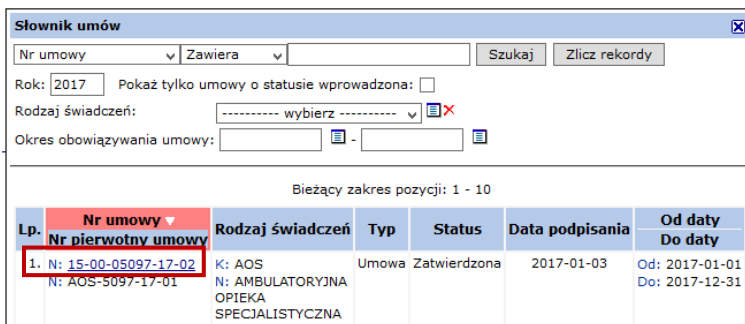 Słownik umów
Nr umowy Zawiera Szukaj Zlicz rekordy
Rok: 2017 Pokaż tylko umowy o statusie wprowadzona:
Rodzaj świadczeń: ---------- wybierz ----------
Okres obowiązywania umowy: -
Bieżący zakres pozycji: 1 - 10
Lp. Nr umowy Nr pierwotny umowy Rodzaj świadczeń Typ Status Data podpisania Od daty Do daty
1. N: 15-00-05097-17-02 K: AOS Umowa Zatwierdzona 2017-01-03 Od: 2017-01-01
N: AOS-5097-17-01 N: AMBULATORYJNA Do: 2017-12-31
OPIEKA
SPECJALISTYCZNA